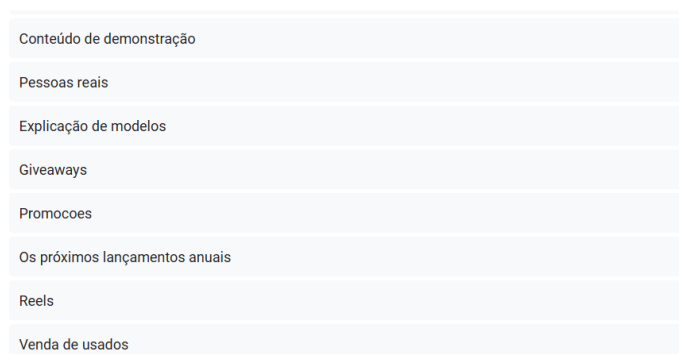 Conteúdo de demonstração
Pessoas reais
Explicação de modelos
Giveaways
Promocoes
Os próximos lançamentos anuais
Reels
Venda de usados